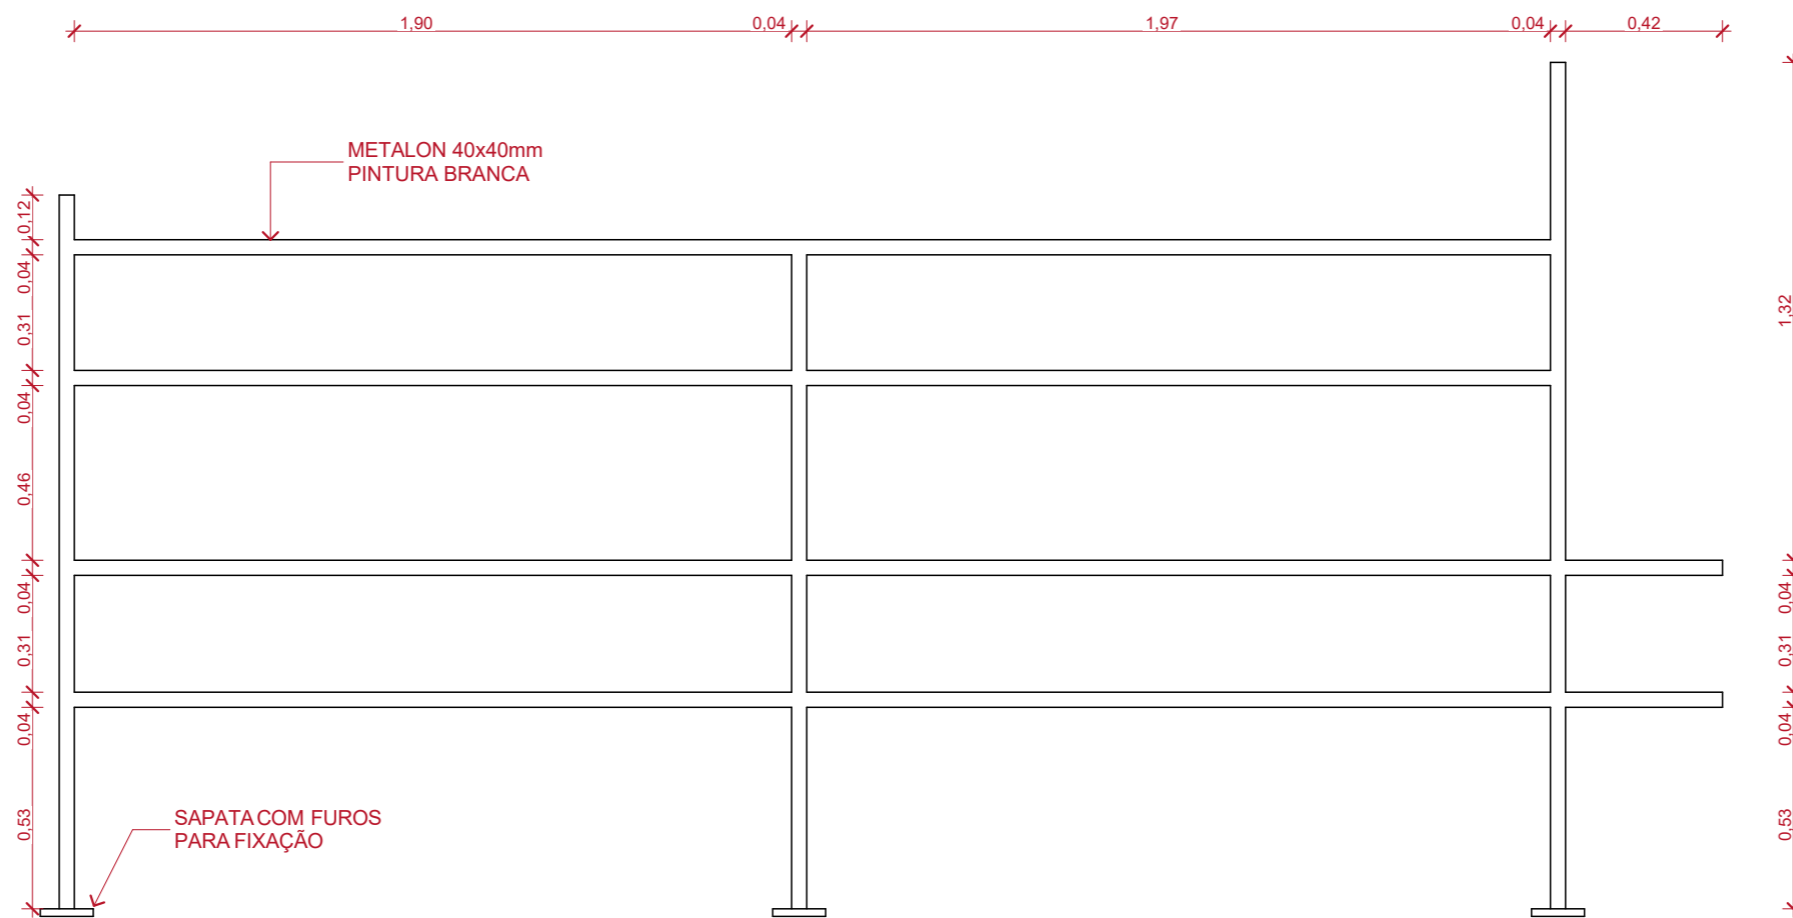 1,90 0,04 1,97 0,04 0,42
METALON 40x40mm
PINTURA BRANCA
0,12
0,04
0,31
0,04
0,46
0,04
0,31
0,04
0,53
1,32
0,04
0,31
0,04
0,53
SAPATA COM FUROS
PARA FIXAÇÃO